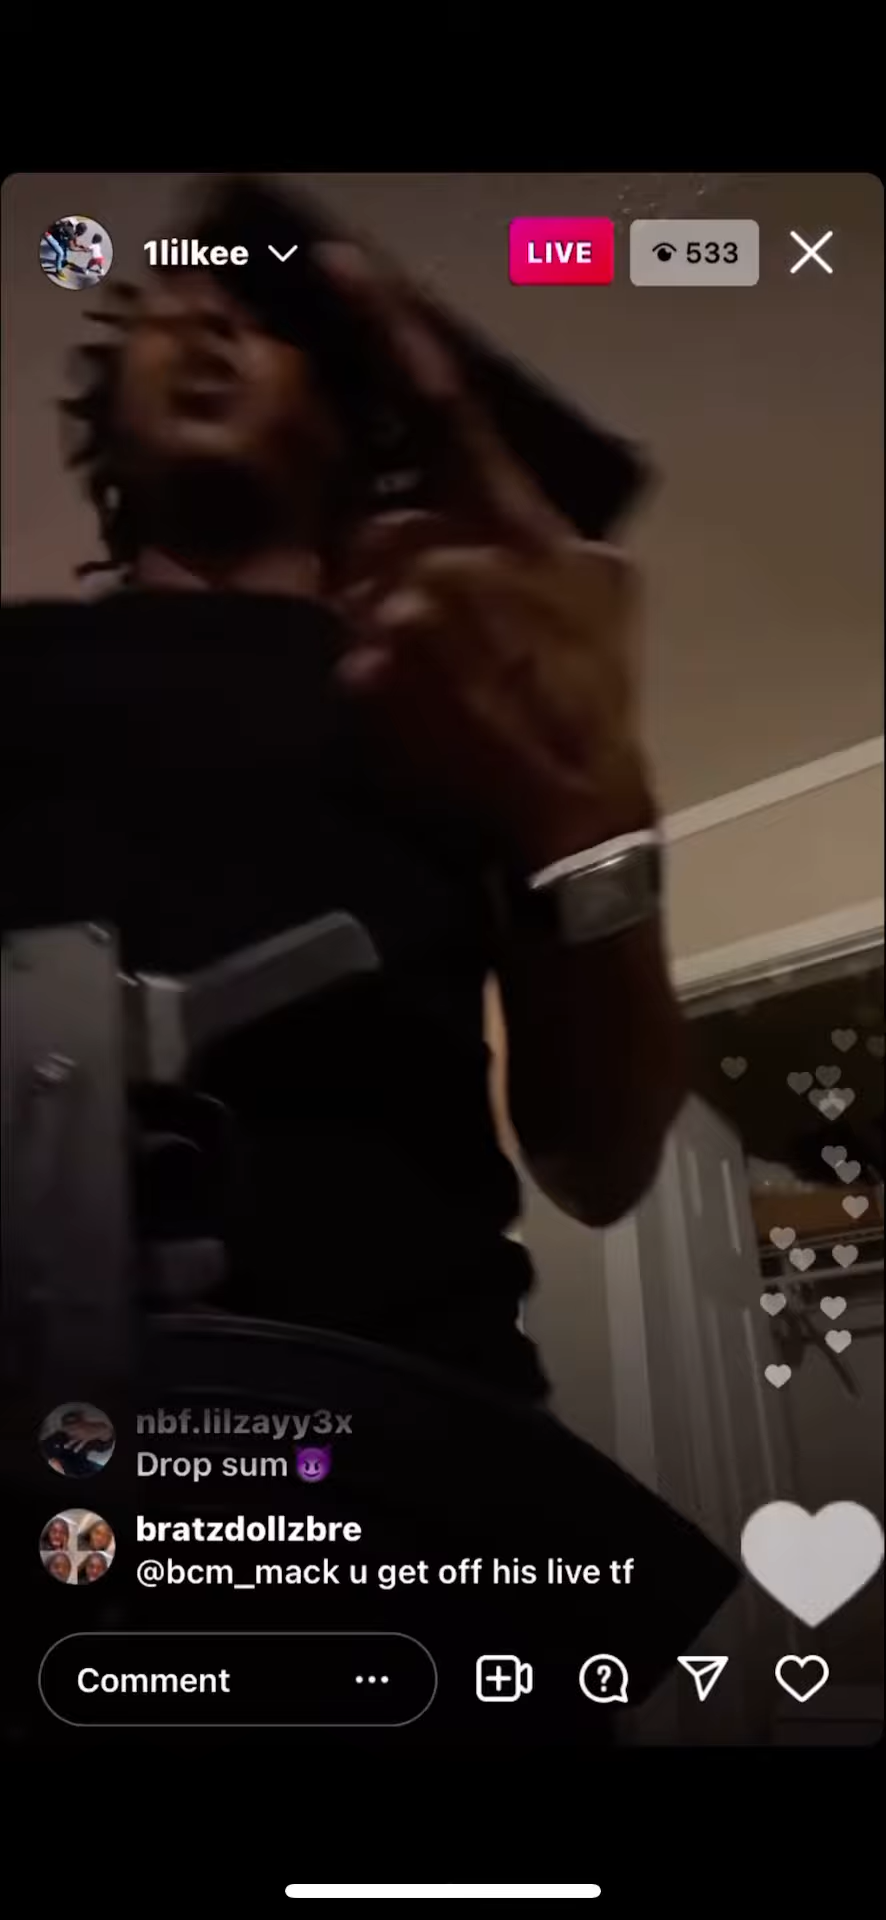 1lilkee
LIVE
533
nbf.lilzayy3x
Drop sum😈
bratzdollzbre
@bcm_mack u get off his live tf
Comment